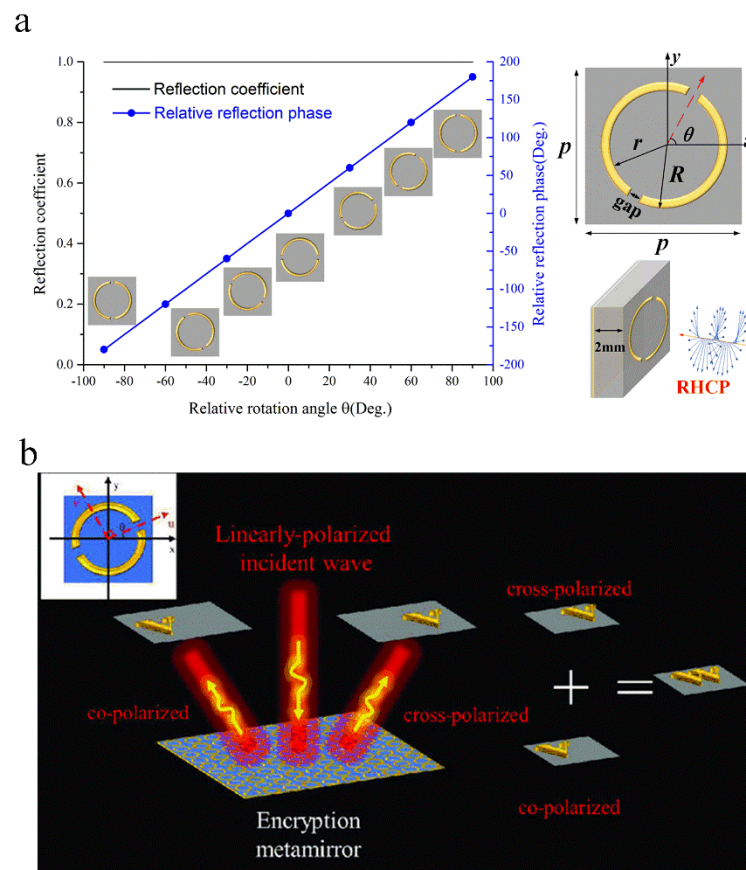 a
Reflection coefficient
Relative reflection phase
1.0
0.8
0.6
0.4
0.2
0.0
Reflection coefficient
200
150
100
50
0
-50
-100
-150
-200
Relative reflection phase(Deg.)
-100 -80 -60 -40 -20 0 20 40 60 80 100
Relative rotation angle θ(Deg.)
y
p
r
θ
R
gap
p
2mm
RHCP
b
y
v
θ
u
x
Linearly-polarized
incident wave
cross-polarized
co-polarized
cross-polarized
+ =
co-polarized
Encryption
metamirror